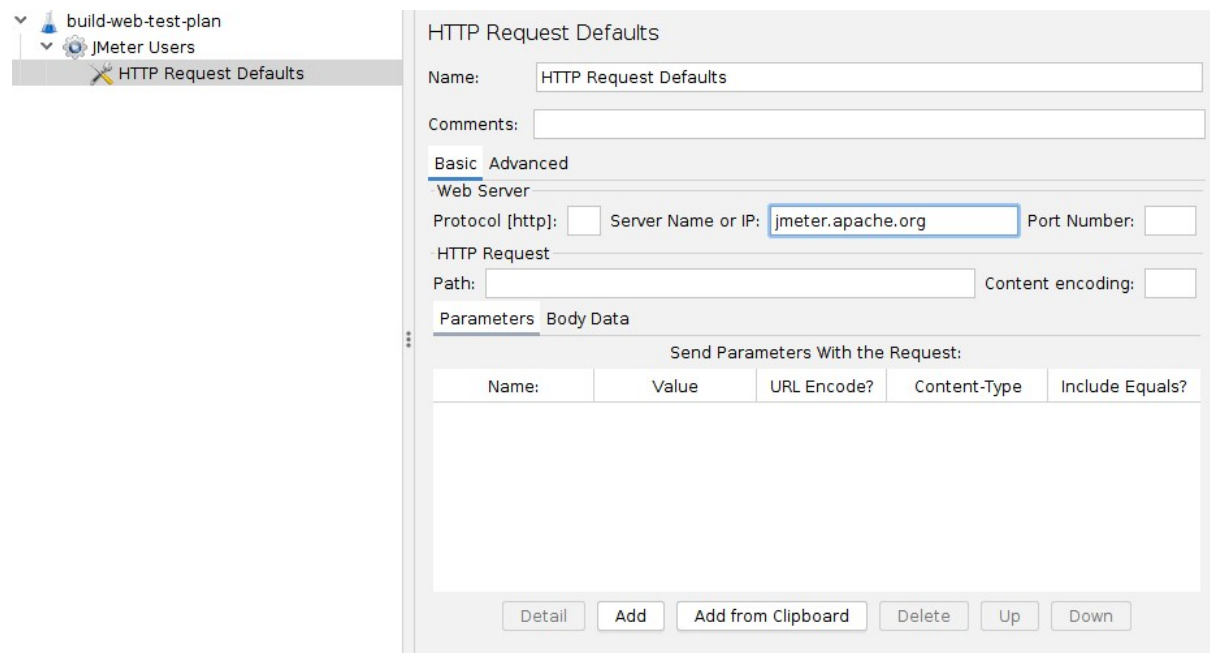 build-web-test-plan
JMeter Users
HTTP Request Defaults
HTTP Request Defaults
Name: HTTP Request Defaults
Comments:
Basic Advanced
Web Server
Protocol [http]: Server Name or IP: jmeter.apache.org Port Number:
HTTP Request
Path: Content encoding:
Parameters Body Data
Send Parameters With the Request:
Name: Value URL Encode? Content-Type Include Equals?
Detail Add Add from Clipboard Delete Up Down